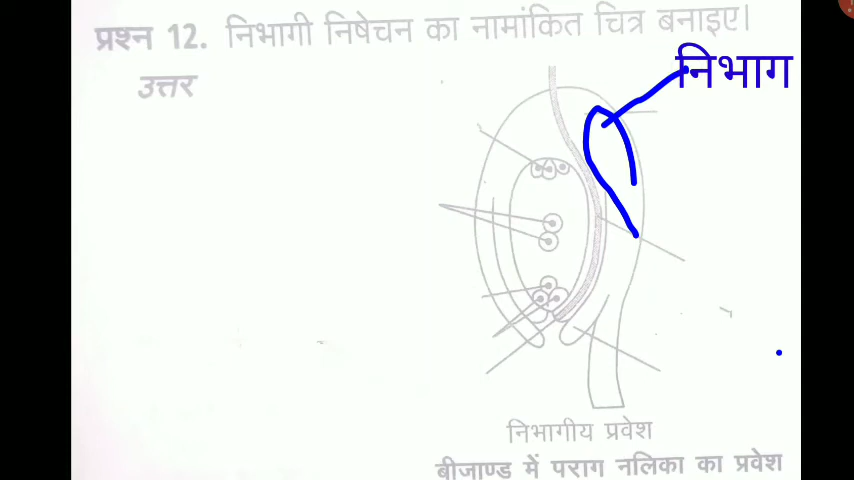 प्रश्न 12. निभागी निषेचन का नामांकित चित्र बनाइए।
निभाग
उत्तर
निभागीय प्रवेश
बीजाण्ड में पराग नलिका का प्रवेश